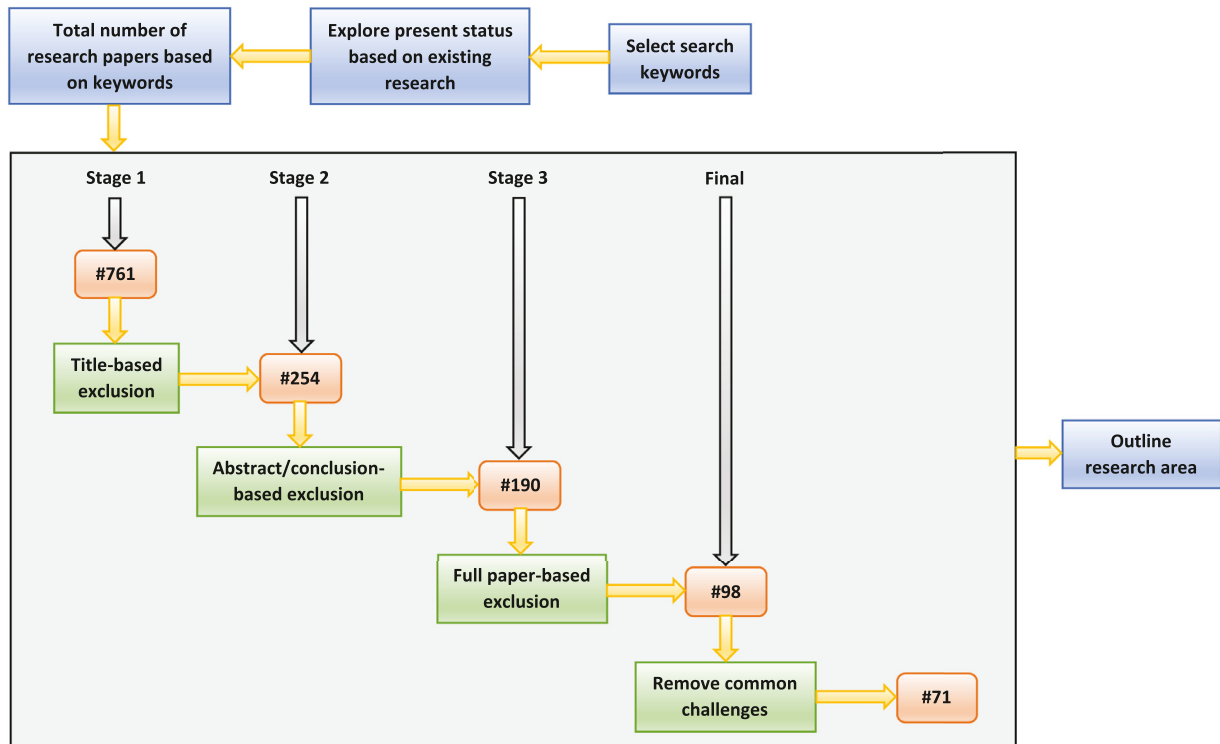 Total number of
research papers based
on keywords
Explore present status
based on existing
research
Select search
keywords
Stage 1
Stage 2
Stage 3
Final
#761
Title-based
exclusion
#254
Abstract/conclusion-
based exclusion
#190
Full paper-based
exclusion
#98
Remove common
challenges
#71
Outline
research area